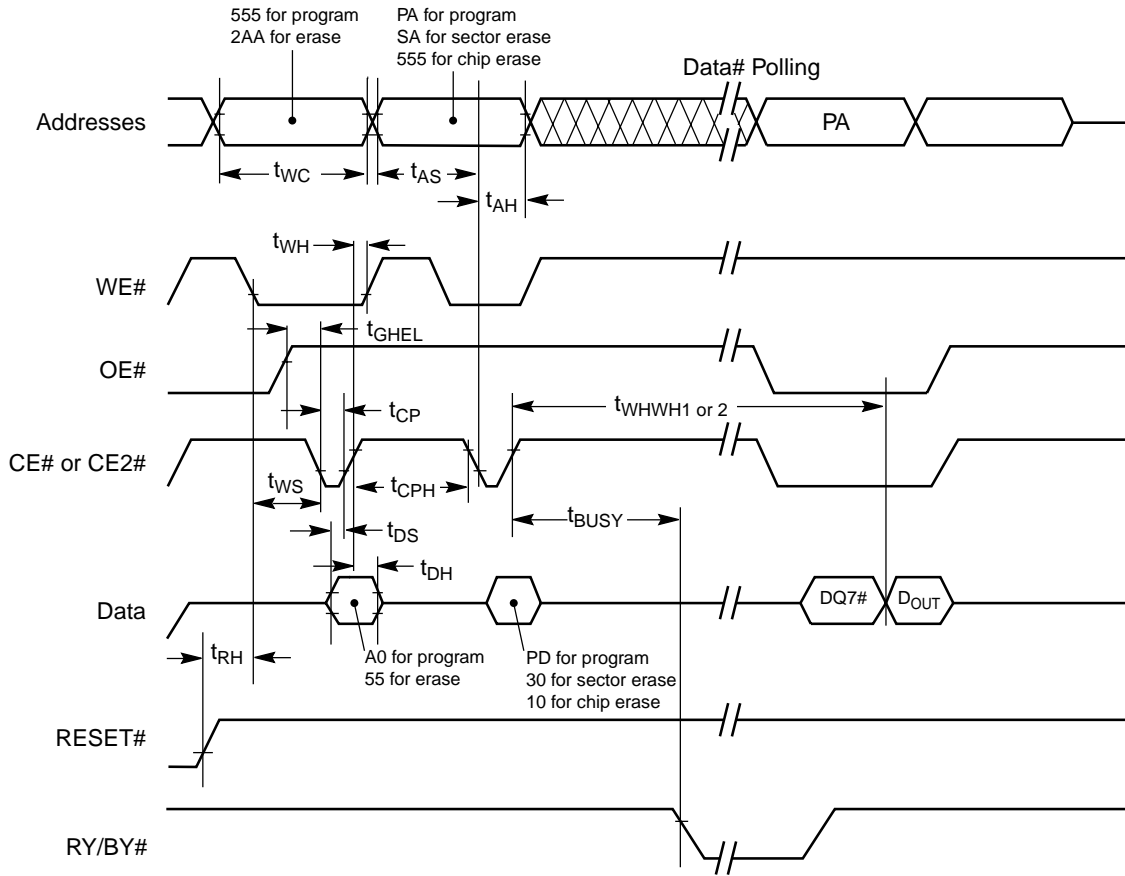 555 for program
2AA for erase
PA for program
SA for sector erase
555 for chip erase
Data# Polling
Addresses
PA
tWC
tAS
tAH
tWH
WE#
tGHEL
OE#
tCP
tWHWH1 or 2
CE# or CE2#
tWS
tCPH
tDS
tBUSY
tDH
Data
DQ7#
DOUT
tRH
A0 for program
55 for erase
PD for program
30 for sector erase
10 for chip erase
RESET#
RY/BY#